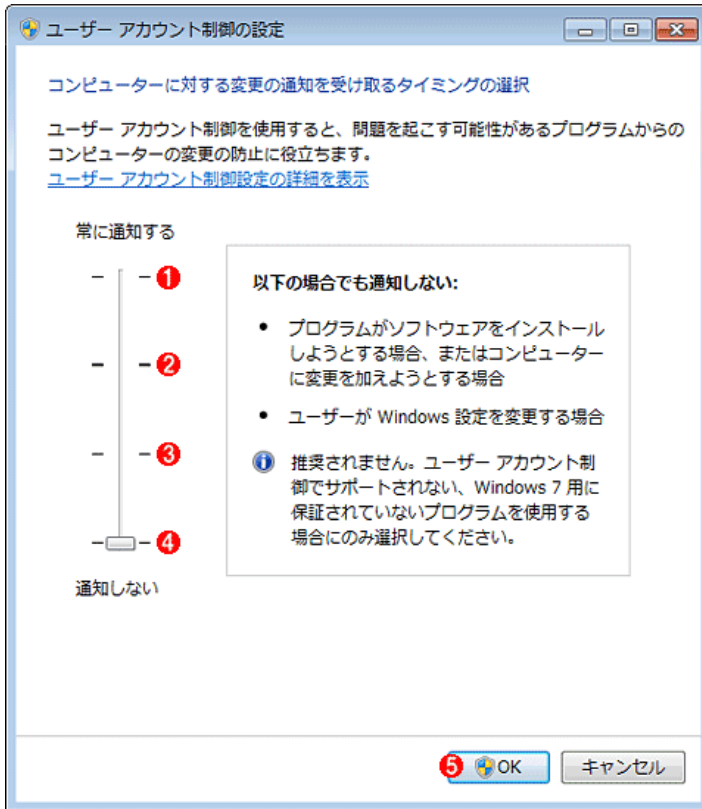 ユーザー アカウント制御の設定
コンピューターに対する変更の通知を受け取るタイミングの選択
ユーザー アカウント制御を使用すると、問題を起こす可能性があるプログラムからの
コンピューターの変更の防止に役立ちます。
ユーザー アカウント制御設定の詳細を表示
常に通知する
1
以下の場合でも通知しない:
• プログラムがソフトウェアをインストール
しようとする場合、またはコンピューター
に変更を加えようとする場合
2
• ユーザーが Windows 設定を変更する場合
3
推奨されません。ユーザー アカウント制
御でサポートされない、Windows 7 用に
保証されていないプログラムを使用する
場合にのみ選択してください。
4
通知しない
5 OK
キャンセル